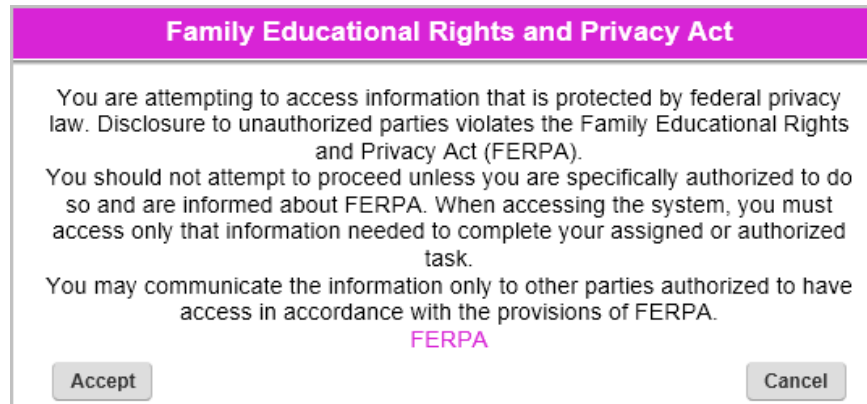 Family Educational Rights and Privacy Act
You are attempting to access information that is protected by federal privacy
law. Disclosure to unauthorized parties violates the Family Educational Rights
and Privacy Act (FERPA).
You should not attempt to proceed unless you are specifically authorized to do
so and are informed about FERPA. When accessing the system, you must
access only that information needed to complete your assigned or authorized
task.
You may communicate the information only to other parties authorized to have
access in accordance with the provisions of FERPA.
FERPA
Accept
Cancel